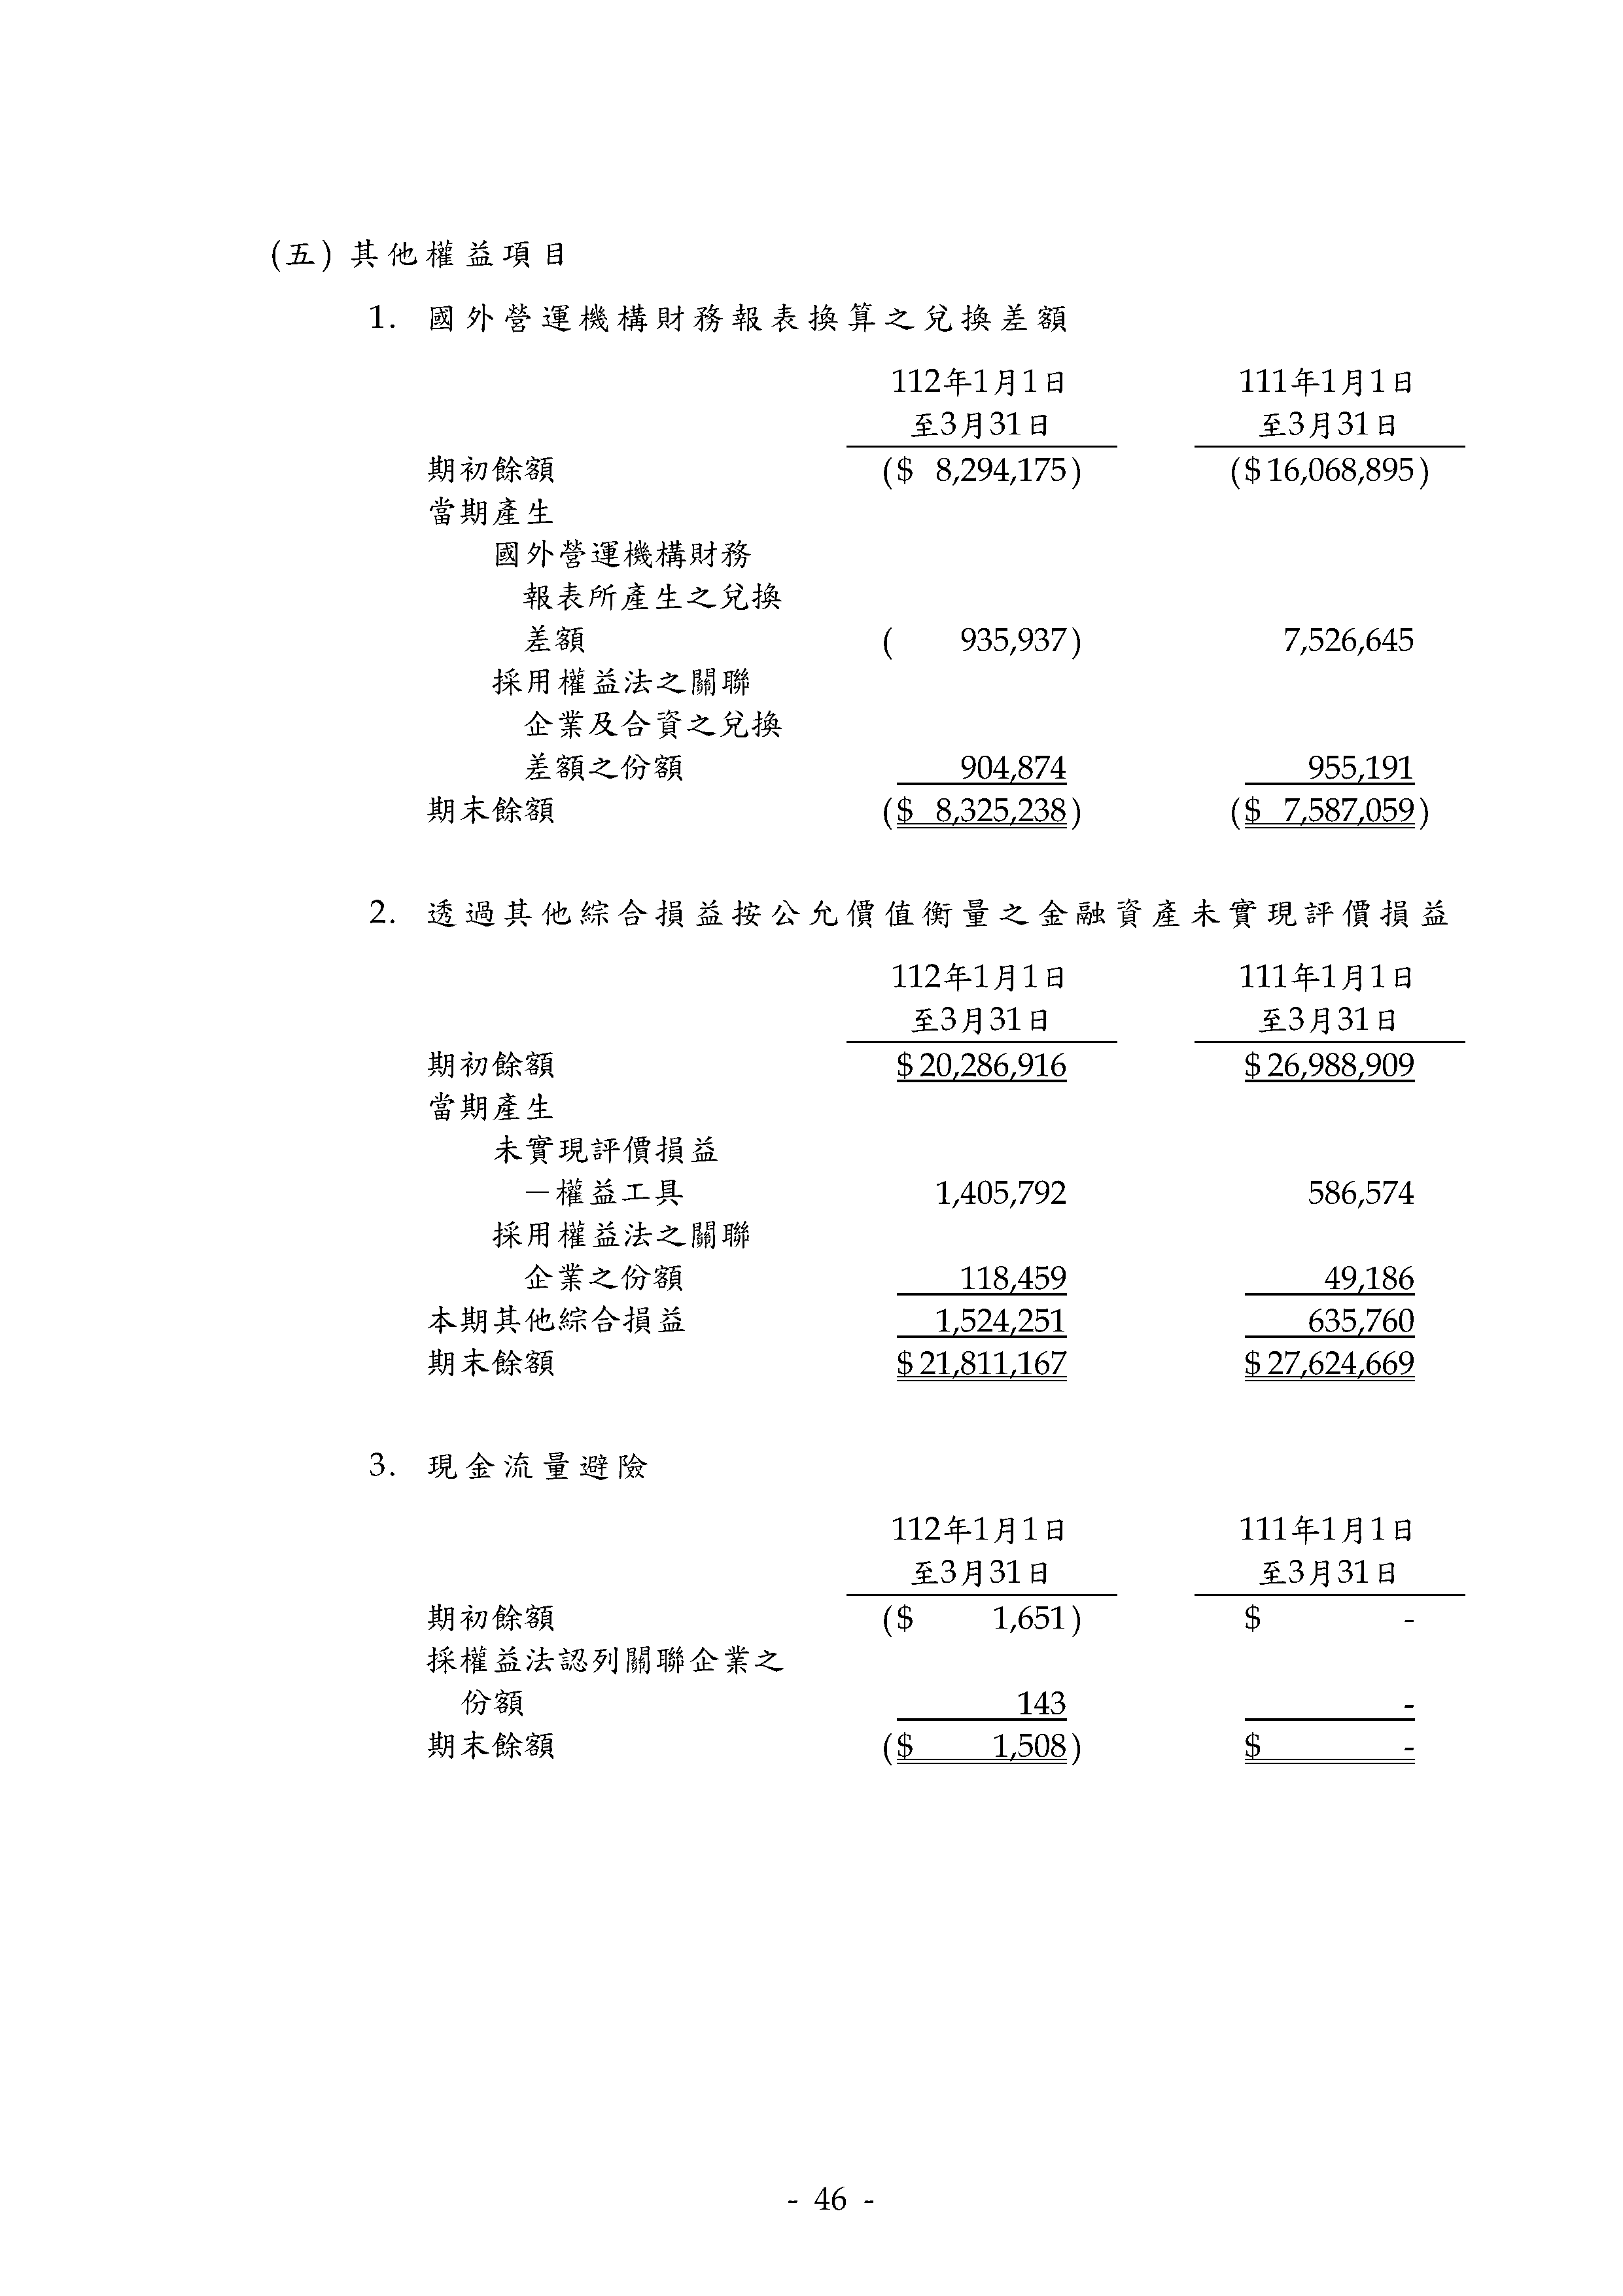 (五) 其他權益項目
1. 國外營運機構財務報表換算之兌換差額
112年1月1日 111年1月1日
至3月31日 至3月31日
期初餘額 ($ 8,294,175) ($16,068,895)
當期產生
國外營運機構財務
報表所產生之兌換
差額 ( 935,937) 7,526,645
採用權益法之關聯
企業及合資之兌換
差額之份額 904,874 955,191
期末餘額 ($ 8,325,238) ($ 7,587,059)
2. 透過其他綜合損益按公允價值衡量之金融資產未實現評價損益
112年1月1日 111年1月1日
至3月31日 至3月31日
期初餘額 $20,286,916 $26,988,909
當期產生
未實現評價損益
－權益工具 1,405,792 586,574
採用權益法之關聯
企業之份額 118,459 49,186
本期其他綜合損益 1,524,251 635,760
期末餘額 $21,811,167 $27,624,669
3. 現金流量避險
112年1月1日 111年1月1日
至3月31日 至3月31日
期初餘額 ($ 1,651) $ -
採權益法認列關聯企業之
份額 143 -
期末餘額 ($ 1,508) $ -
- 46 -